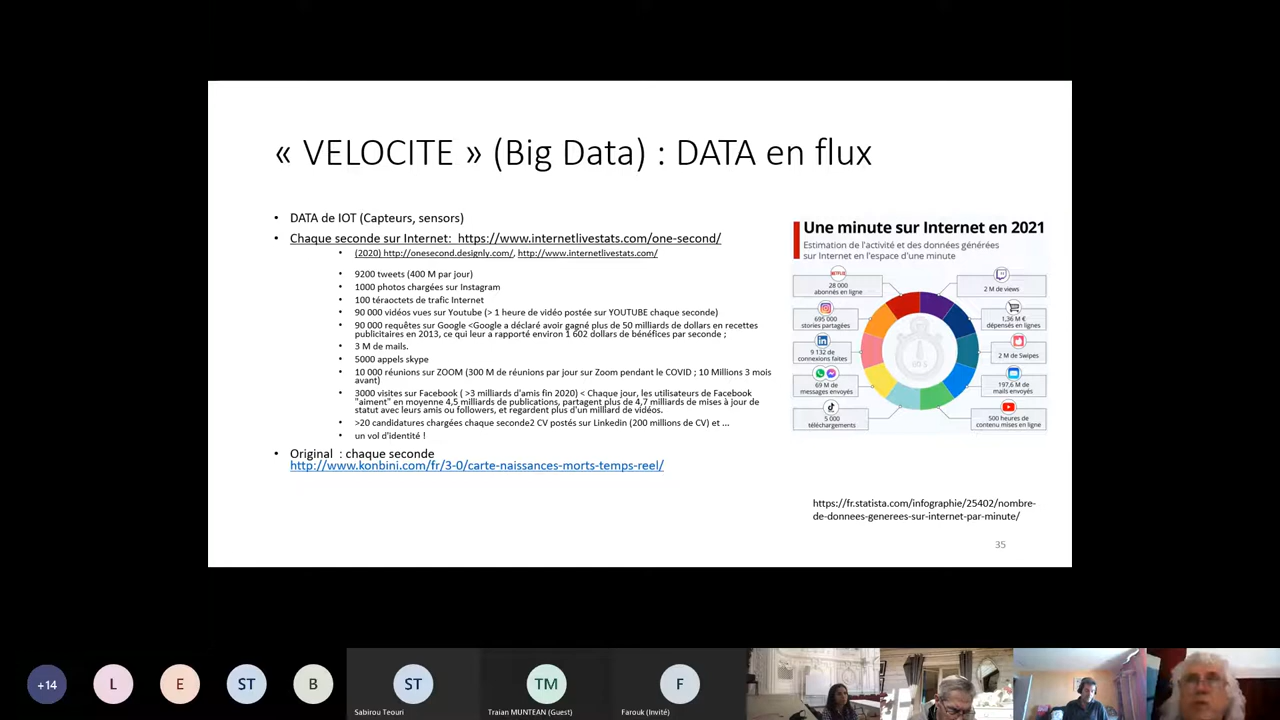 « VELOCITE » (Big Data) : DATA en flux
• DATA de IOT (Capteurs, sensors)
• Chaque seconde sur Internet: https://www.internetlivestats.com/one-second/
• (2020) http://onesecond.designly.com/, http://www.internetlivestats.com/
• 9200 tweets (400 M par jour)
• 1000 photos chargées sur Instagram
• 100 téraoctets de trafic Internet
• 90 000 vidéos vues sur Youtube (> 1 heure de vidéo postée sur YOUTUBE chaque seconde)
• 90 000 requêtes sur Google <Google a déclaré avoir gagné plus de 50 milliards de dollars en recettes
publicitaires en 2013, ce qui leur a rapporté environ 1 602 dollars de bénéfices par seconde ;
• 3 M de mails.
• 5000 appels skype
• 10 000 réunions sur ZOOM (300 M de réunions par jour sur Zoom pendant le COVID ; 10 Millions 3 mois
avant)
• 3000 visites sur Facebook ( >3 milliards d'amis fin 2020) < Chaque jour, les utilisateurs de Facebook
"aiment" en moyenne 4,5 milliards de publications, partagent plus de 4,7 milliards de mises à jour de
statut avec leurs amis ou followers, et regardent plus d'un milliard de vidéos.
• >20 candidatures chargées chaque seconde2 CV postés sur Linkedin (200 millions de CV) et ...
• un vol d'identité !
• Original : chaque seconde
http://www.konbini.com/fr/3-0/carte-naissances-morts-temps-reel/
Une minute sur Internet en 2021
Estimation de l'activité et des données générées
sur Internet en l'espace d'une minute
NETFLIX
28 000
abonnés en ligne
2 M de views
695 000
stories partagées
1,36 M €
dépensés en lignes
9 132 de
connexions faites
2 M de Swipes
69 M de
messages envoyés
197,6 M de
mails envoyés
5 000
téléchargements
500 heures de
contenu mises en ligne
60 s
https://fr.statista.com/infographie/25402/nombre-
de-donnees-generees-sur-internet-par-minute/
35
+14
L
E
ST
B
ST
TM
F
Sabirou Teouri
Traian MUNTEAN (Guest)
Farouk (Invité)